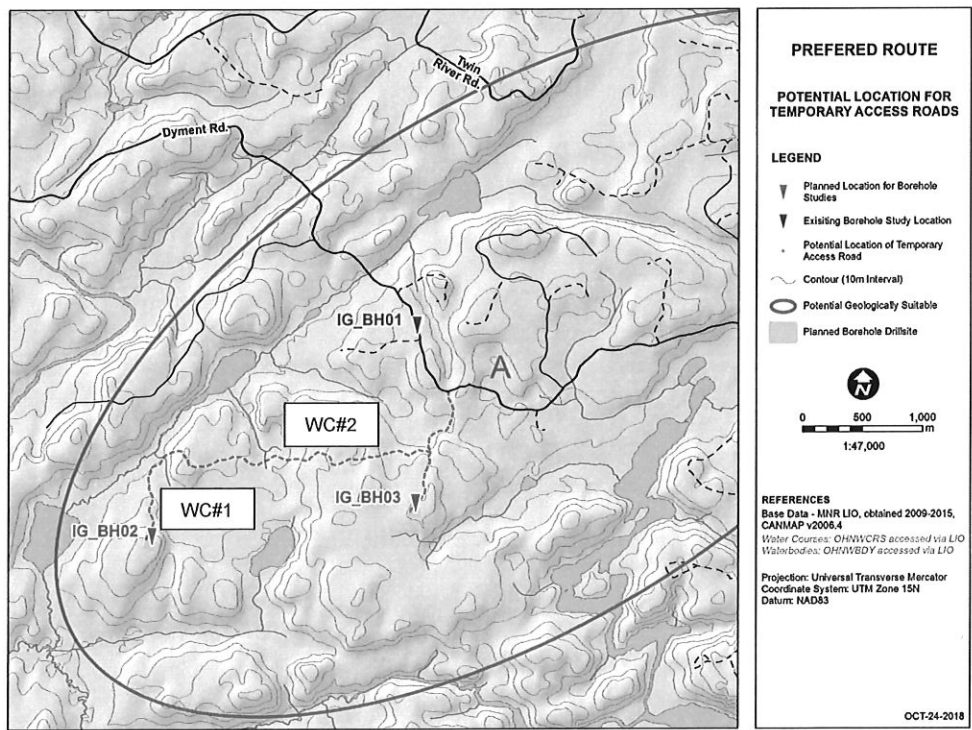 Twin
River Rd.
Dyment Rd.
IG_BH01
A
WC#2
IG_BH03
WC#1
IG_BH02
PREFERED ROUTE
POTENTIAL LOCATION FOR
TEMPORARY ACCESS ROADS
LEGEND
Planned Location for Borehole
Studies
Exisiting Borehole Study Location
Potential Location of Temporary
Access Road
Contour (10m Interval)
Potential Geologically Suitable
Planned Borehole Drillsite
N
0 500 1,000
m
1:47,000
REFERENCES
Base Data - MNR LIO, obtained 2009-2015,
CANMAP v2006.4
Water Courses: OHNWCRS accessed via LIO
Waterbodies: OHNWBDY accessed via LIO
Projection: Universal Transverse Mercator
Coordinate System: UTM Zone 15N
Datum: NAD83
OCT-24-2018